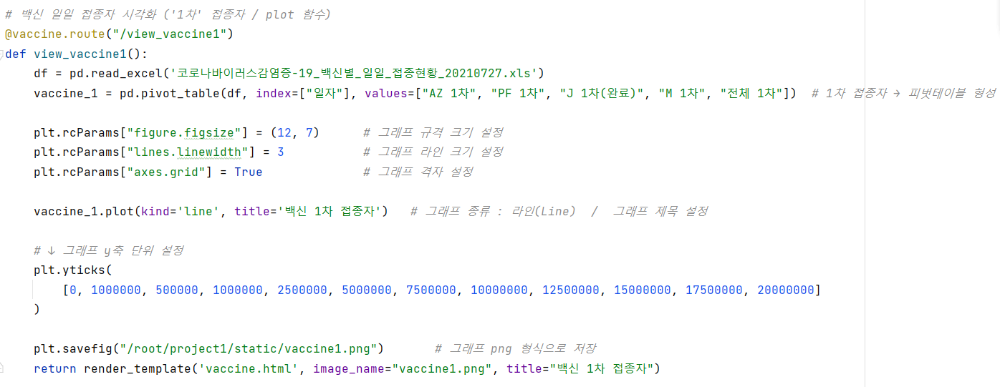 # 백신 일일 접종자 시각화 ('1차' 접종자 / plot 함수)
@vaccine.route("/view_vaccine1")
def view_vaccine1():
    df = pd.read_excel('코로나바이러스감염증-19_백신별_일일_접종현황_20210727.xls')
    vaccine_1 = pd.pivot_table(df, index=["일자"], values=["AZ 1차", "PF 1차", "J 1차(완료)", "M 1차", "전체 1차"])  # 1차 접종자 → 피벗테이블 형성
    plt.rcParams["figure.figsize"] = (12, 7)      # 그래프 규격 크기 설정
    plt.rcParams["lines.linewidth"] = 3           # 그래프 라인 크기 설정
    plt.rcParams["axes.grid"] = True              # 그래프 격자 설정
    vaccine_1.plot(kind='line', title='백신 1차 접종자')   # 그래프 종류 : 라인(Line)  /  그래프 제목 설정
    # ↓ 그래프 y축 단위 설정
    plt.yticks(
        [0, 1000000, 500000, 1000000, 2500000, 5000000, 7500000, 10000000, 12500000, 15000000, 17500000, 20000000]
    )
    plt.savefig("/root/project1/static/vaccine1.png")       # 그래프 png 형식으로 저장
    return render_template('vaccine.html', image_name="vaccine1.png", title="백신 1차 접종자")